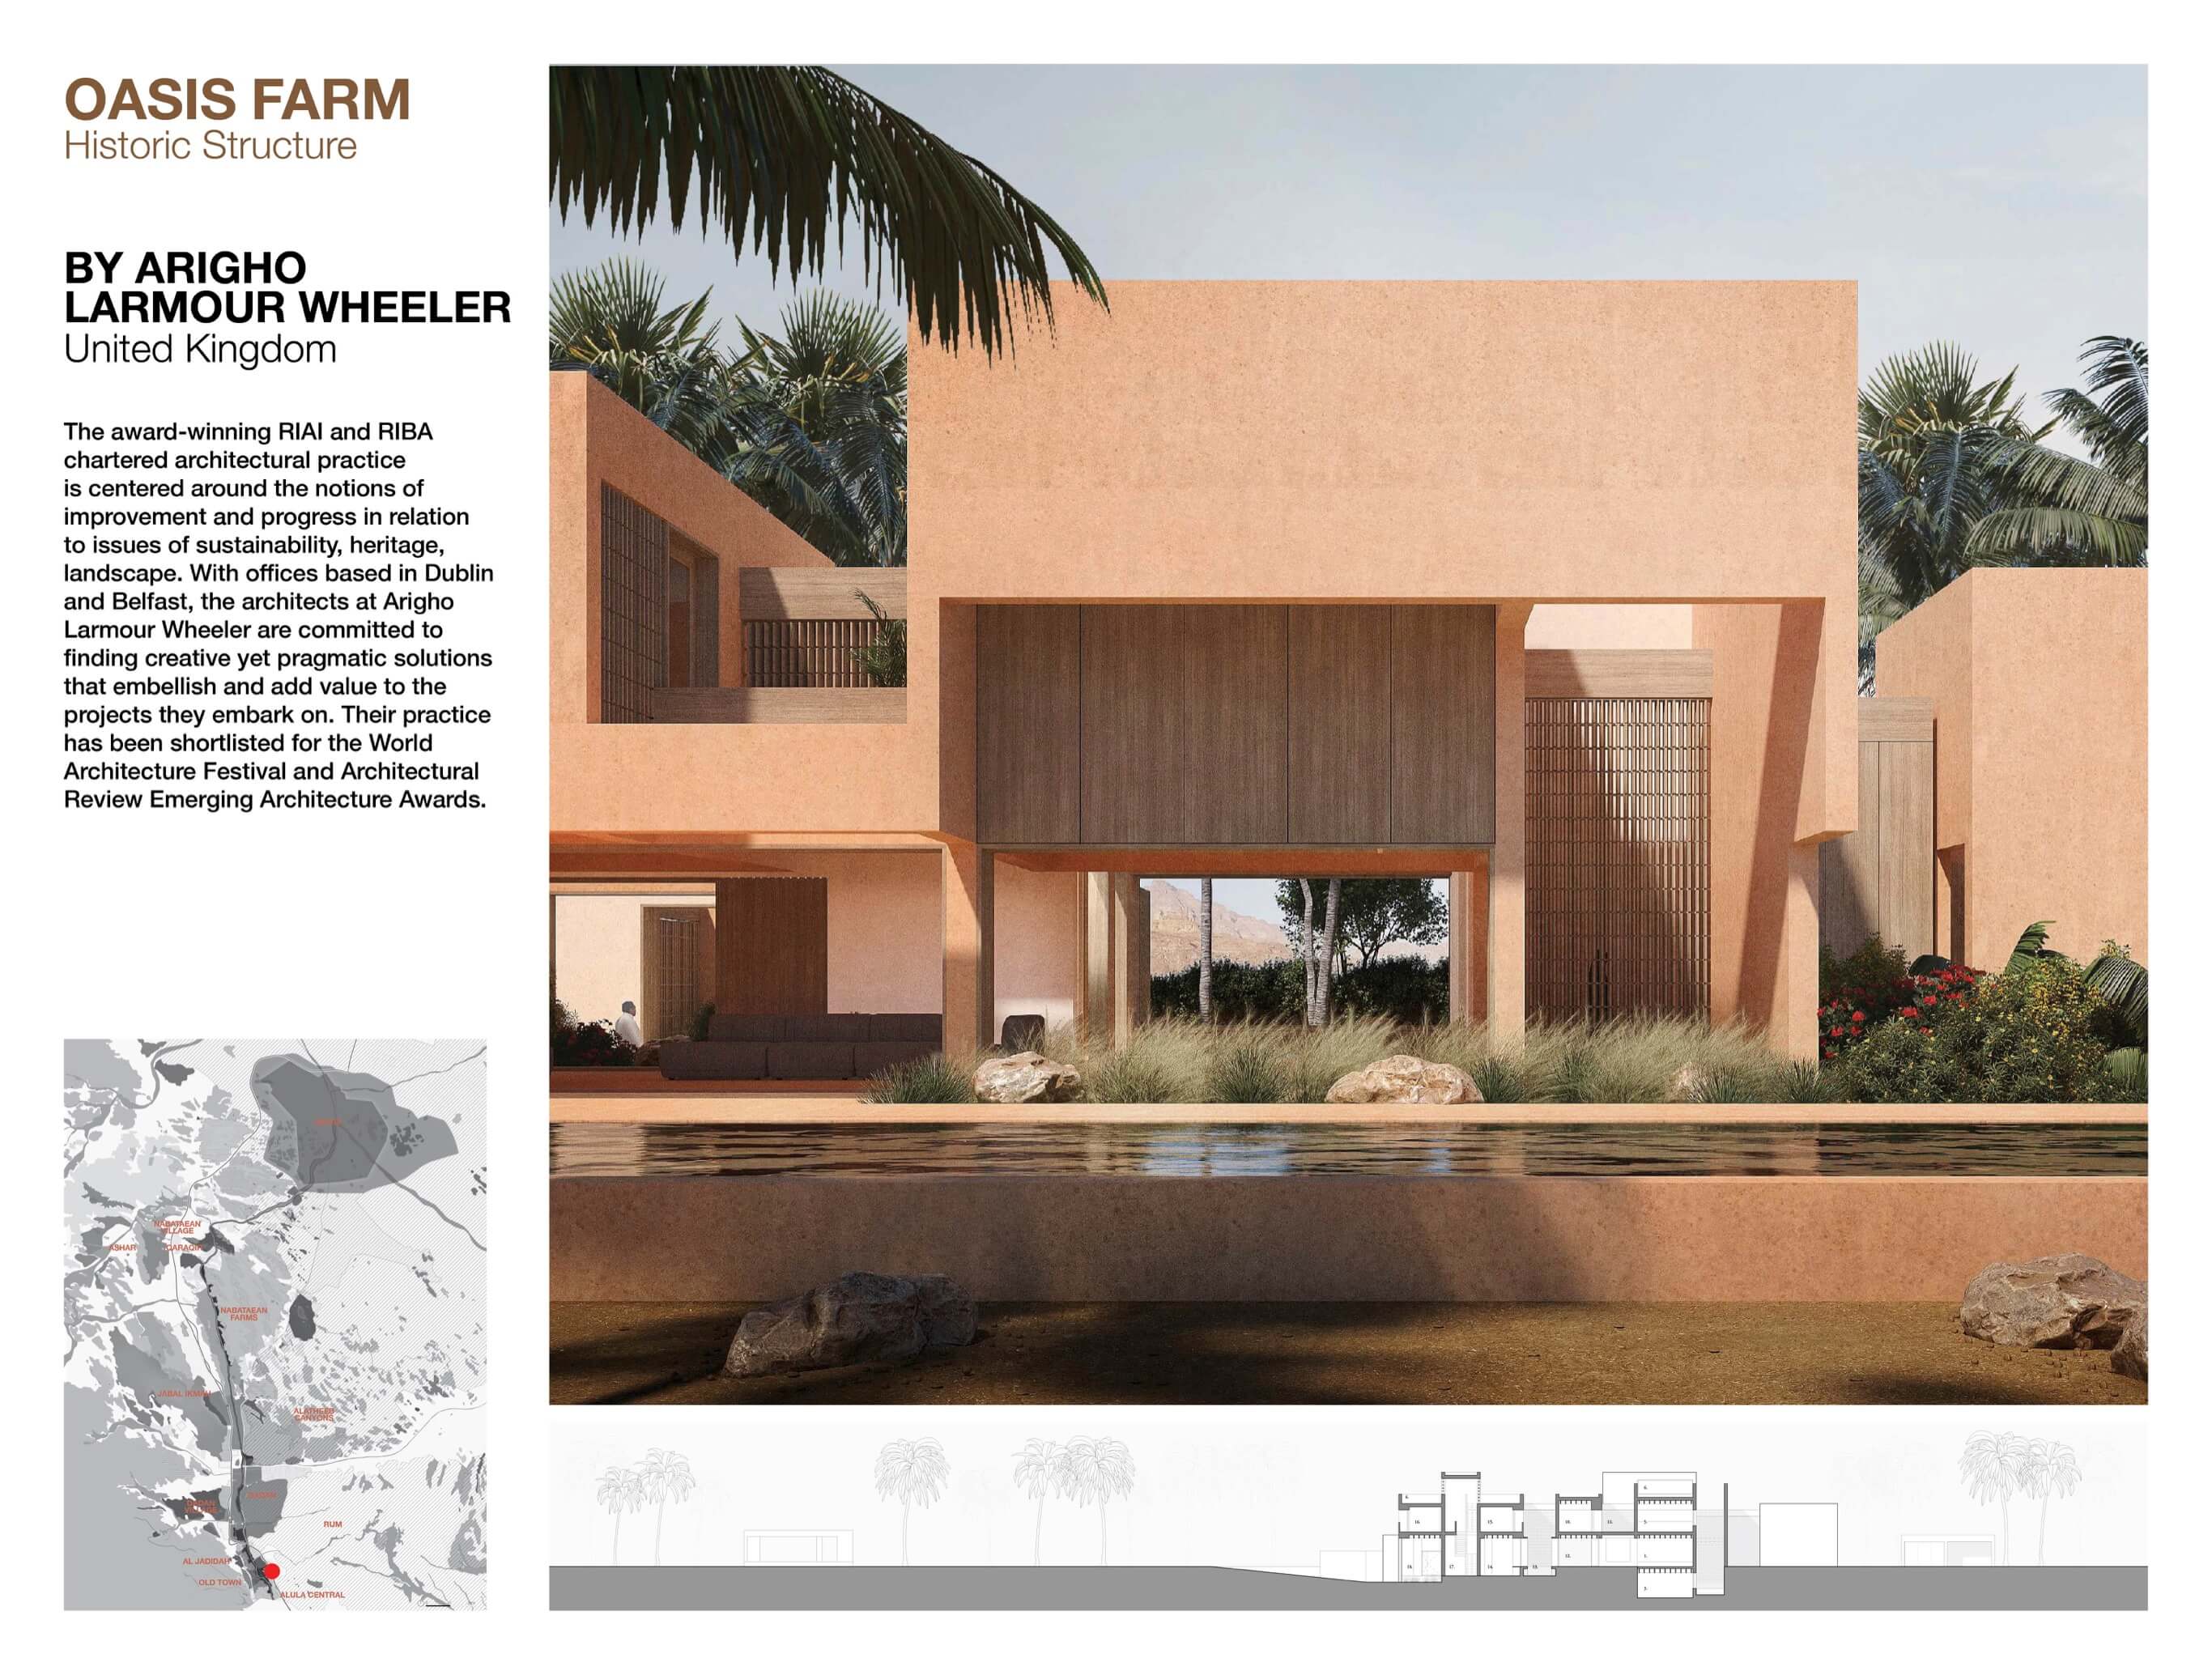 OASIS FARM
Historic Structure
BY ARIGHO
LARMOUR WHEELER
United Kingdom
The award-winning RIAI and RIBA
chartered architectural practice
is centered around the notions of
improvement and progress in relation
to issues of sustainability, heritage,
landscape. With offices based in Dublin
and Belfast, the architects at Arigho
Larmour Wheeler are committed to
finding creative yet pragmatic solutions
that embellish and add value to the
projects they embark on. Their practice
has been shortlisted for the World
Architecture Festival and Architectural
Review Emerging Architecture Awards.
NABATAEAN
VILLAGE
ASHAR
QARAQIR
NABATAEAN
FARMS
JABAL IKMAH
ALATHEEB
CANYONS
DADAN
RUM
AL JADIDAH
OLD TOWN
ALULA CENTRAL